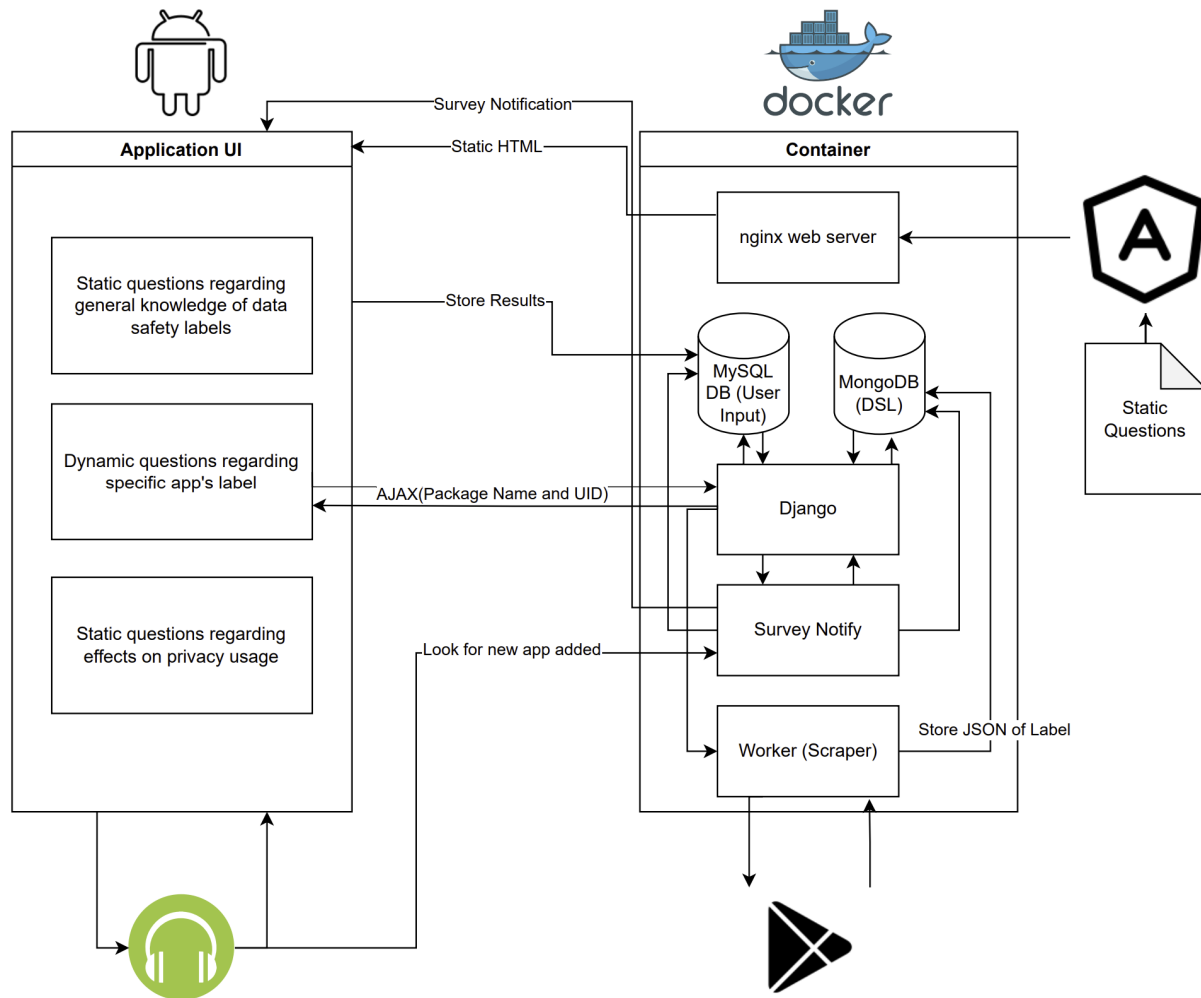 docker
Survey Notification
Application UI
Static HTML
Container
nginx web server
Static questions regarding
general knowledge of data
safety labels
Store Results
MySQL
DB (User
Input)
MongoDB
(DSL)
Static
Questions
Dynamic questions regarding
specific app's label
AJAX(Package Name and UID)
Django
Static questions regarding
effects on privacy usage
Survey Notify
Look for new app added
Store JSON of Label
Worker (Scraper)